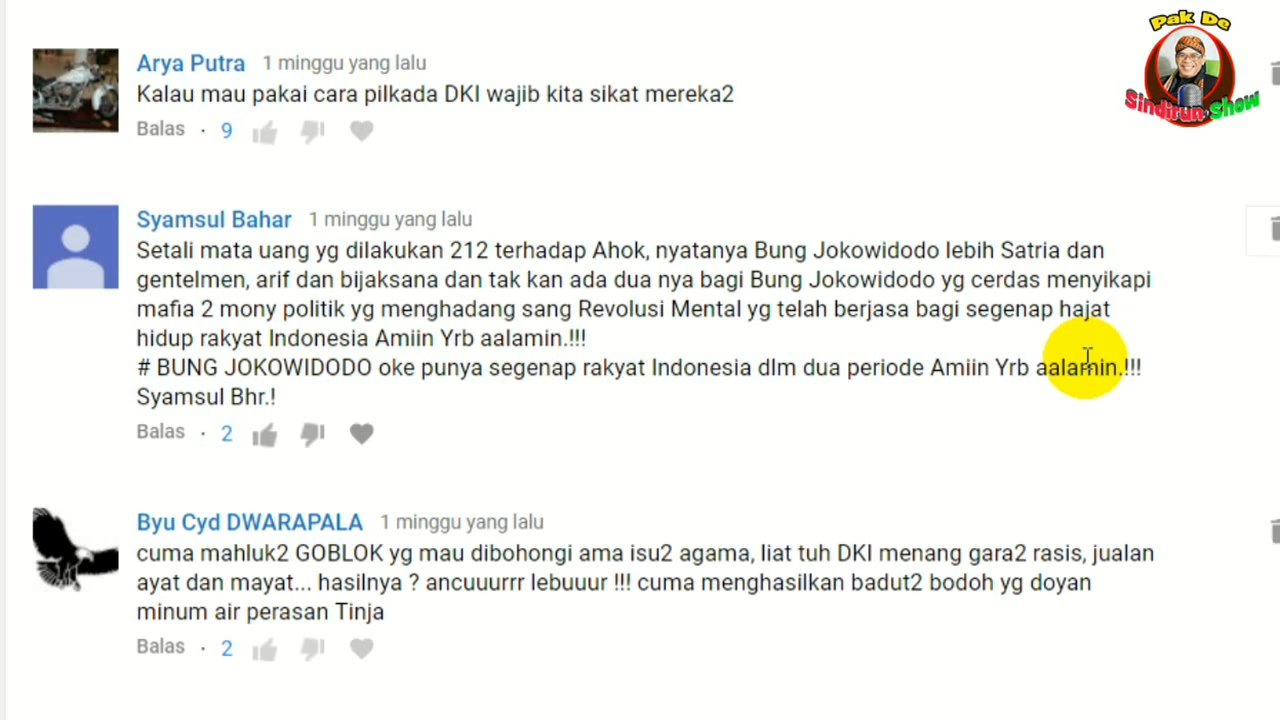 Pak De
Sindirun Show
Arya Putra 1 minggu yang lalu
Kalau mau pakai cara pilkada DKI wajib kita sikat mereka2
Balas · 9
Syamsul Bahar 1 minggu yang lalu
Setali mata uang yg dilakukan 212 terhadap Ahok, nyatanya Bung Jokowidodo lebih Satria dan
gentelmen, arif dan bijaksana dan tak kan ada dua nya bagi Bung Jokowidodo yg cerdas menyikapi
mafia 2 mony politik yg menghadang sang Revolusi Mental yg telah berjasa bagi segenap hajat
hidup rakyat Indonesia Amiin Yrb aalamin.!!!
# BUNG JOKOWIDODO oke punya segenap rakyat Indonesia dlm dua periode Amiin Yrb aalamin.!!!
Syamsul Bhr.!
Balas · 2
Byu Cyd DWARAPALA 1 minggu yang lalu
cuma mahluk2 GOBLOK yg mau dibohongi ama isu2 agama, liat tuh DKI menang gara2 rasis, jualan
ayat dan mayat... hasilnya ? ancuuurrr lebuuur !!! cuma menghasilkan badut2 bodoh yg doyan
minum air perasan Tinja
Balas · 2